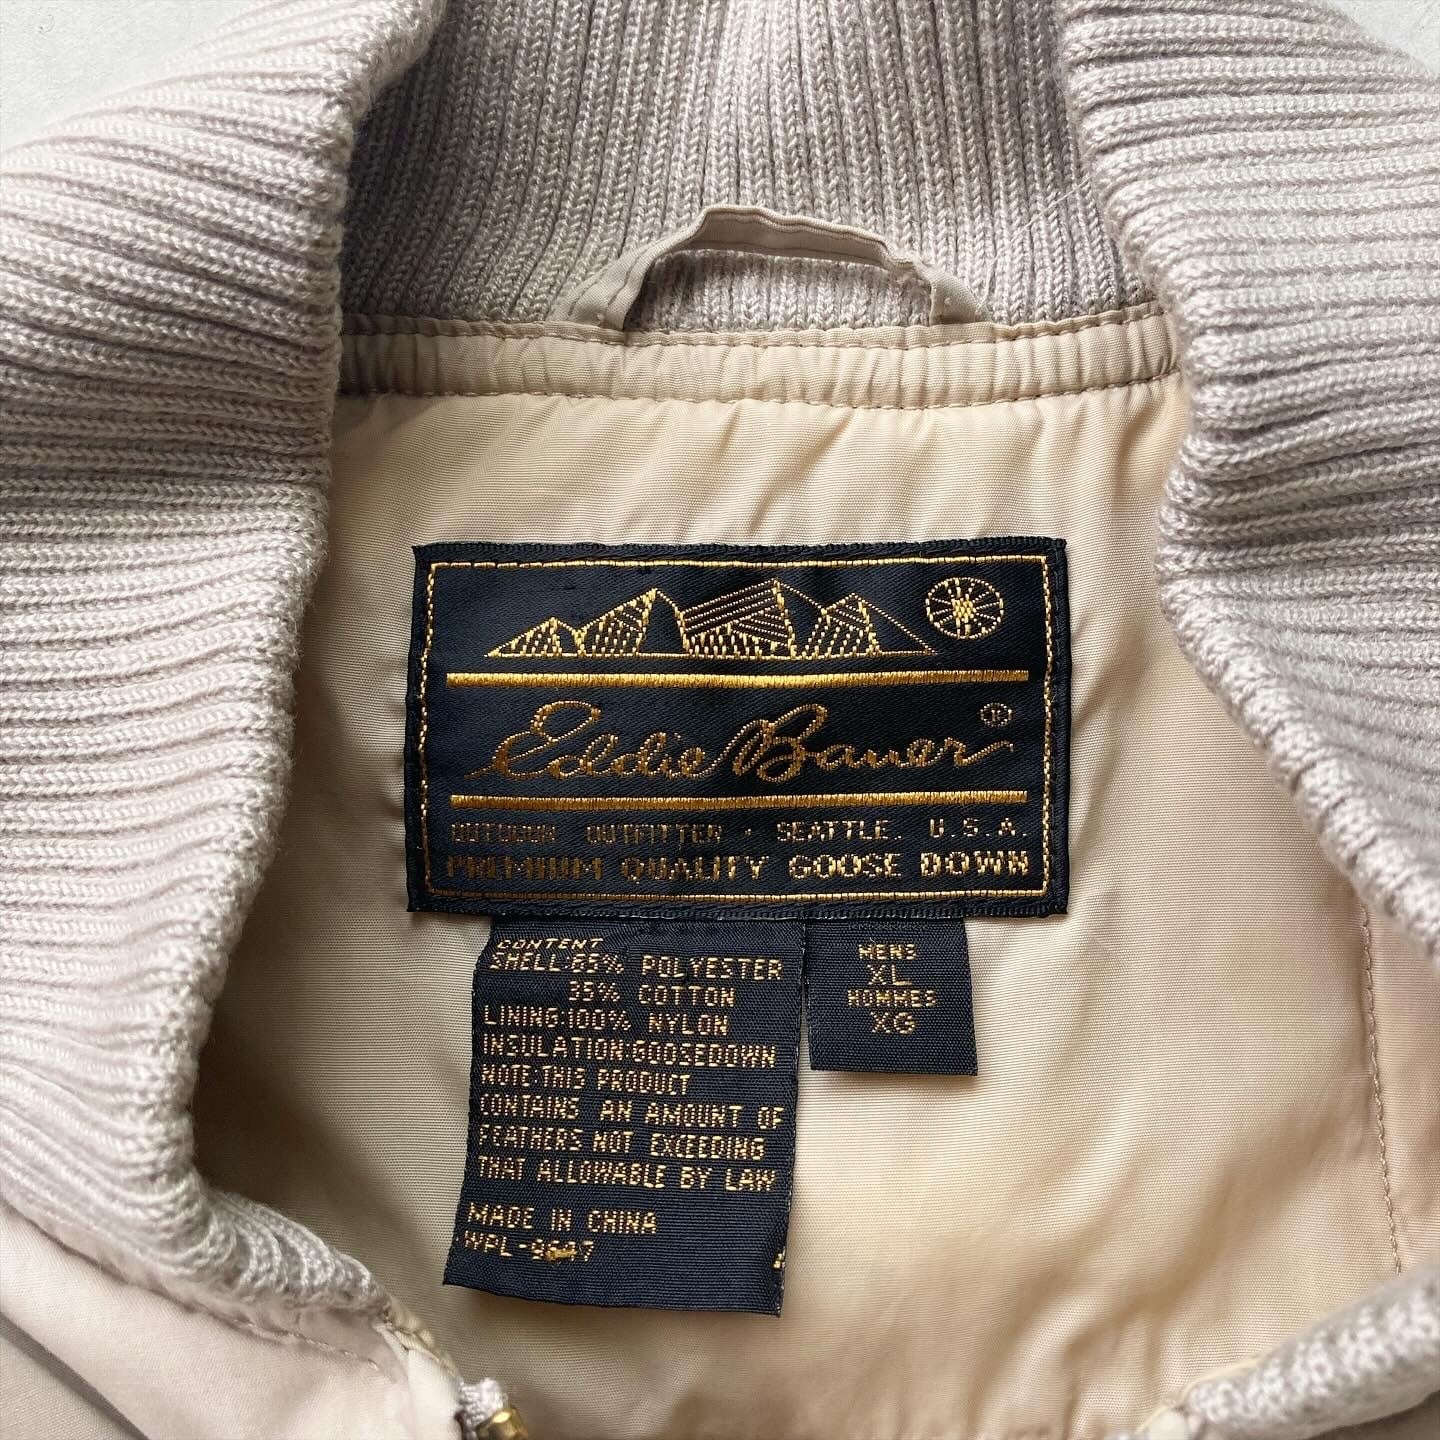 Eddie Bauer®
OUTDOOR OUTFITTER · SEATTLE, U.S.A.
PREMIUM QUALITY GOOSE DOWN
CONTENT
SHELL:65% POLYESTER
35% COTTON
LINING:100% NYLON
INSULATION:GOOSEDOWN
NOTE:THIS PRODUCT
CONTAINS AN AMOUNT OF
FEATHERS NOT EXCEEDING
THAT ALLOWABLE BY LAW
MADE IN CHINA
WPL-9647
MENS
XL
HOMMES
XG